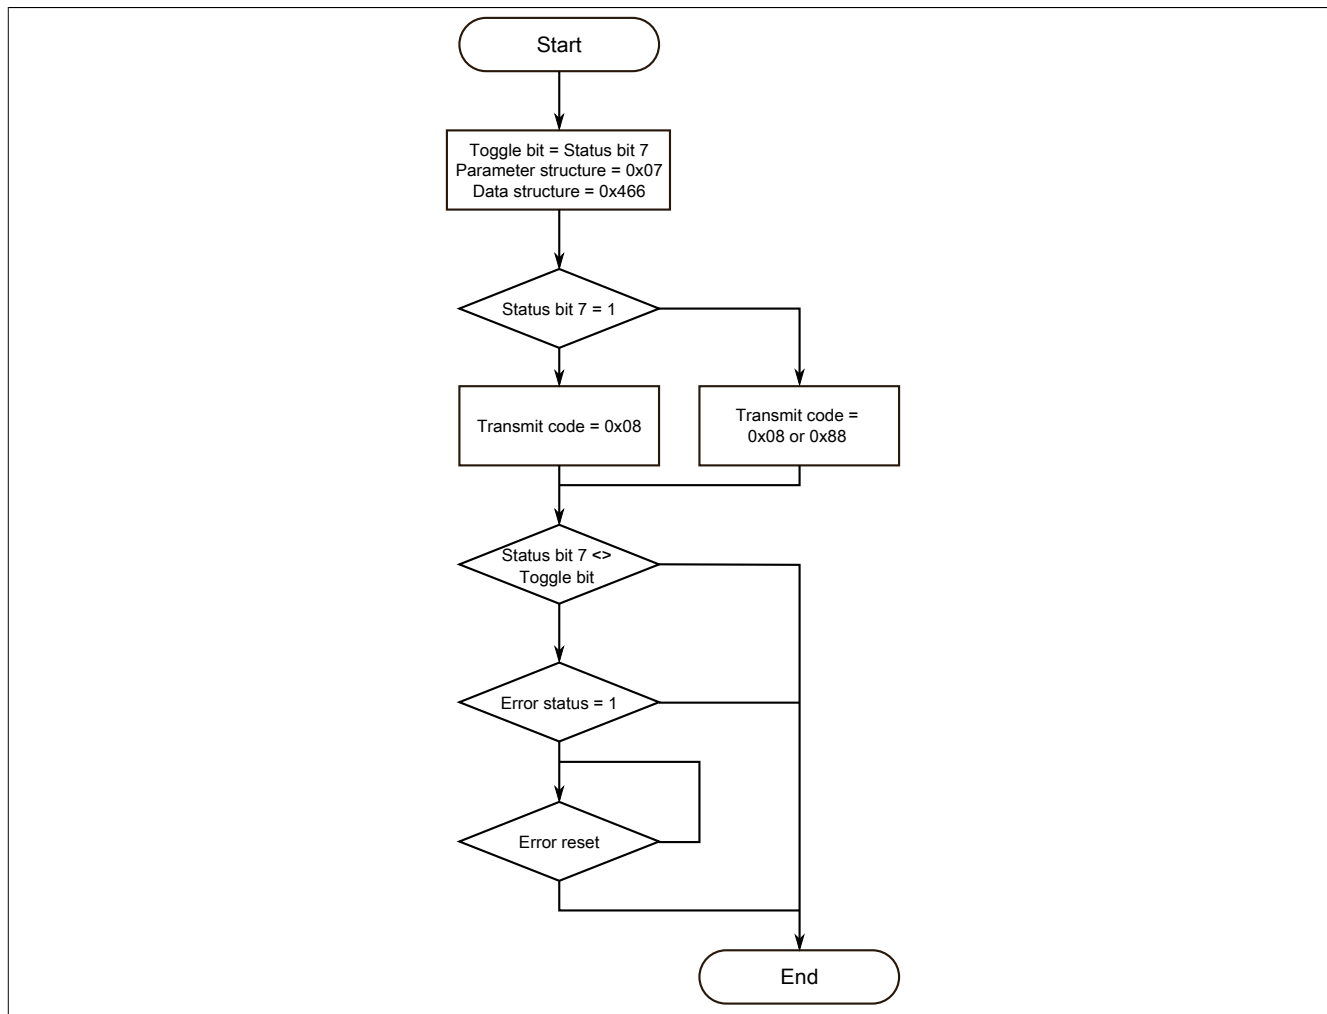 Start
Toggle bit = Status bit 7
Parameter structure = 0x07
Data structure = 0x466
Status bit 7 = 1
Transmit code = 0x08
Transmit code =
0x08 or 0x88
Status bit 7 <>
Toggle bit
Error status = 1
Error reset
End